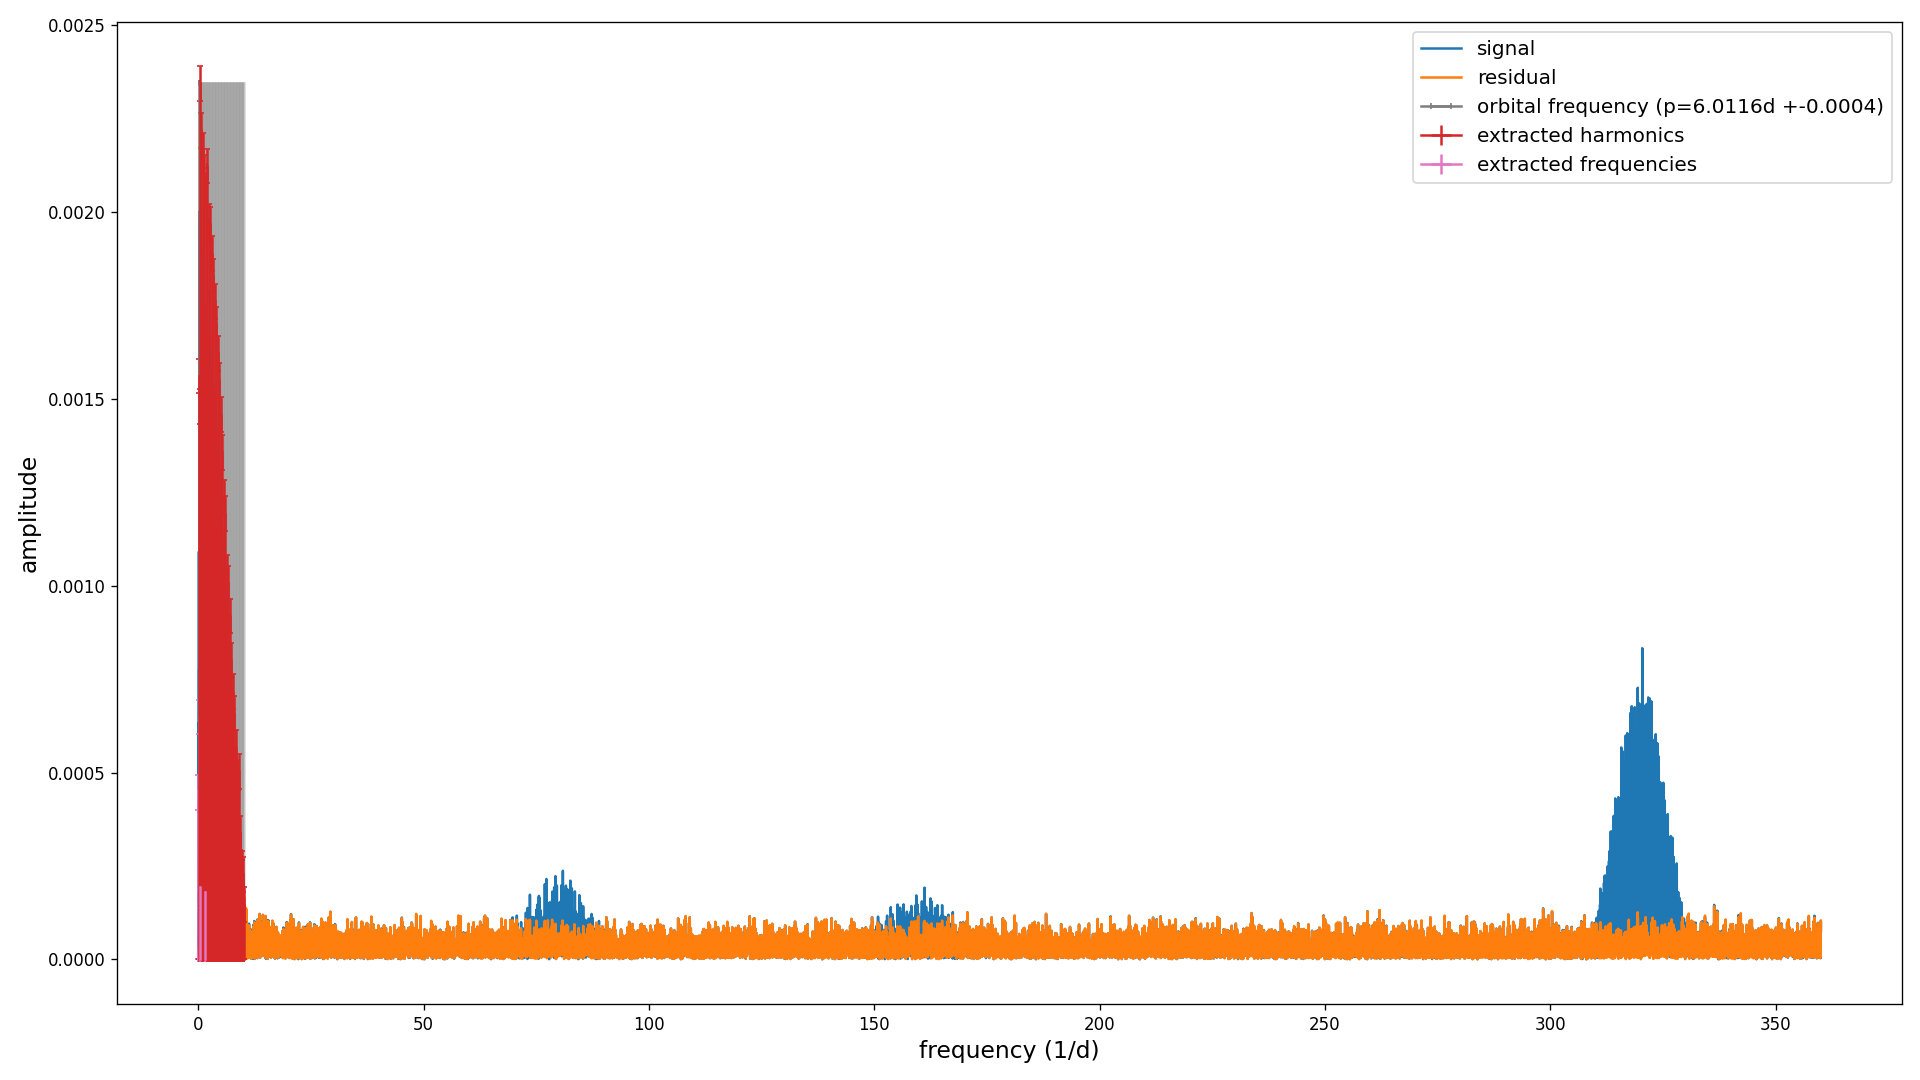 0.0025
0.0020
0.0015
0.0010
0.0005
0.0000
amplitude
0
50
100
150
200
250
300
350
frequency (1/d)
signal
residual
orbital frequency (p=6.0116d +-0.0004)
extracted harmonics
extracted frequencies